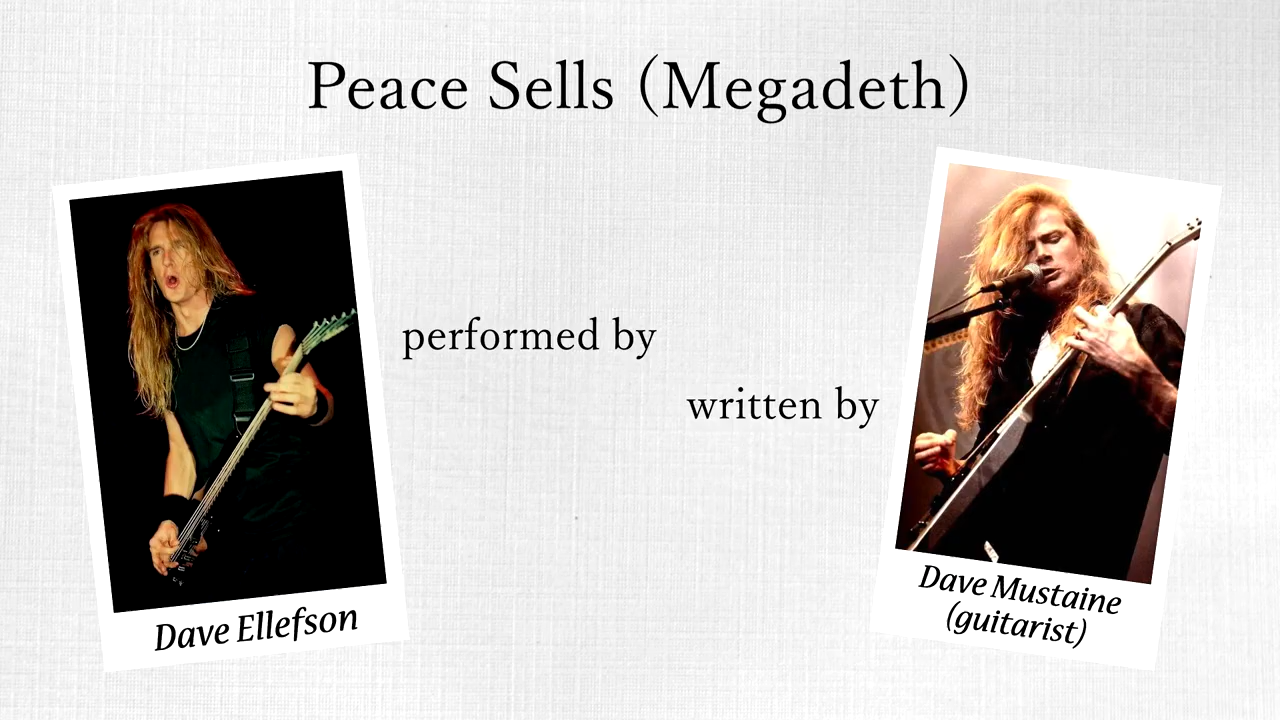 Peace Sells (Megadeth)
performed by
written by
Dave Ellefson
Dave Mustaine
(guitarist)